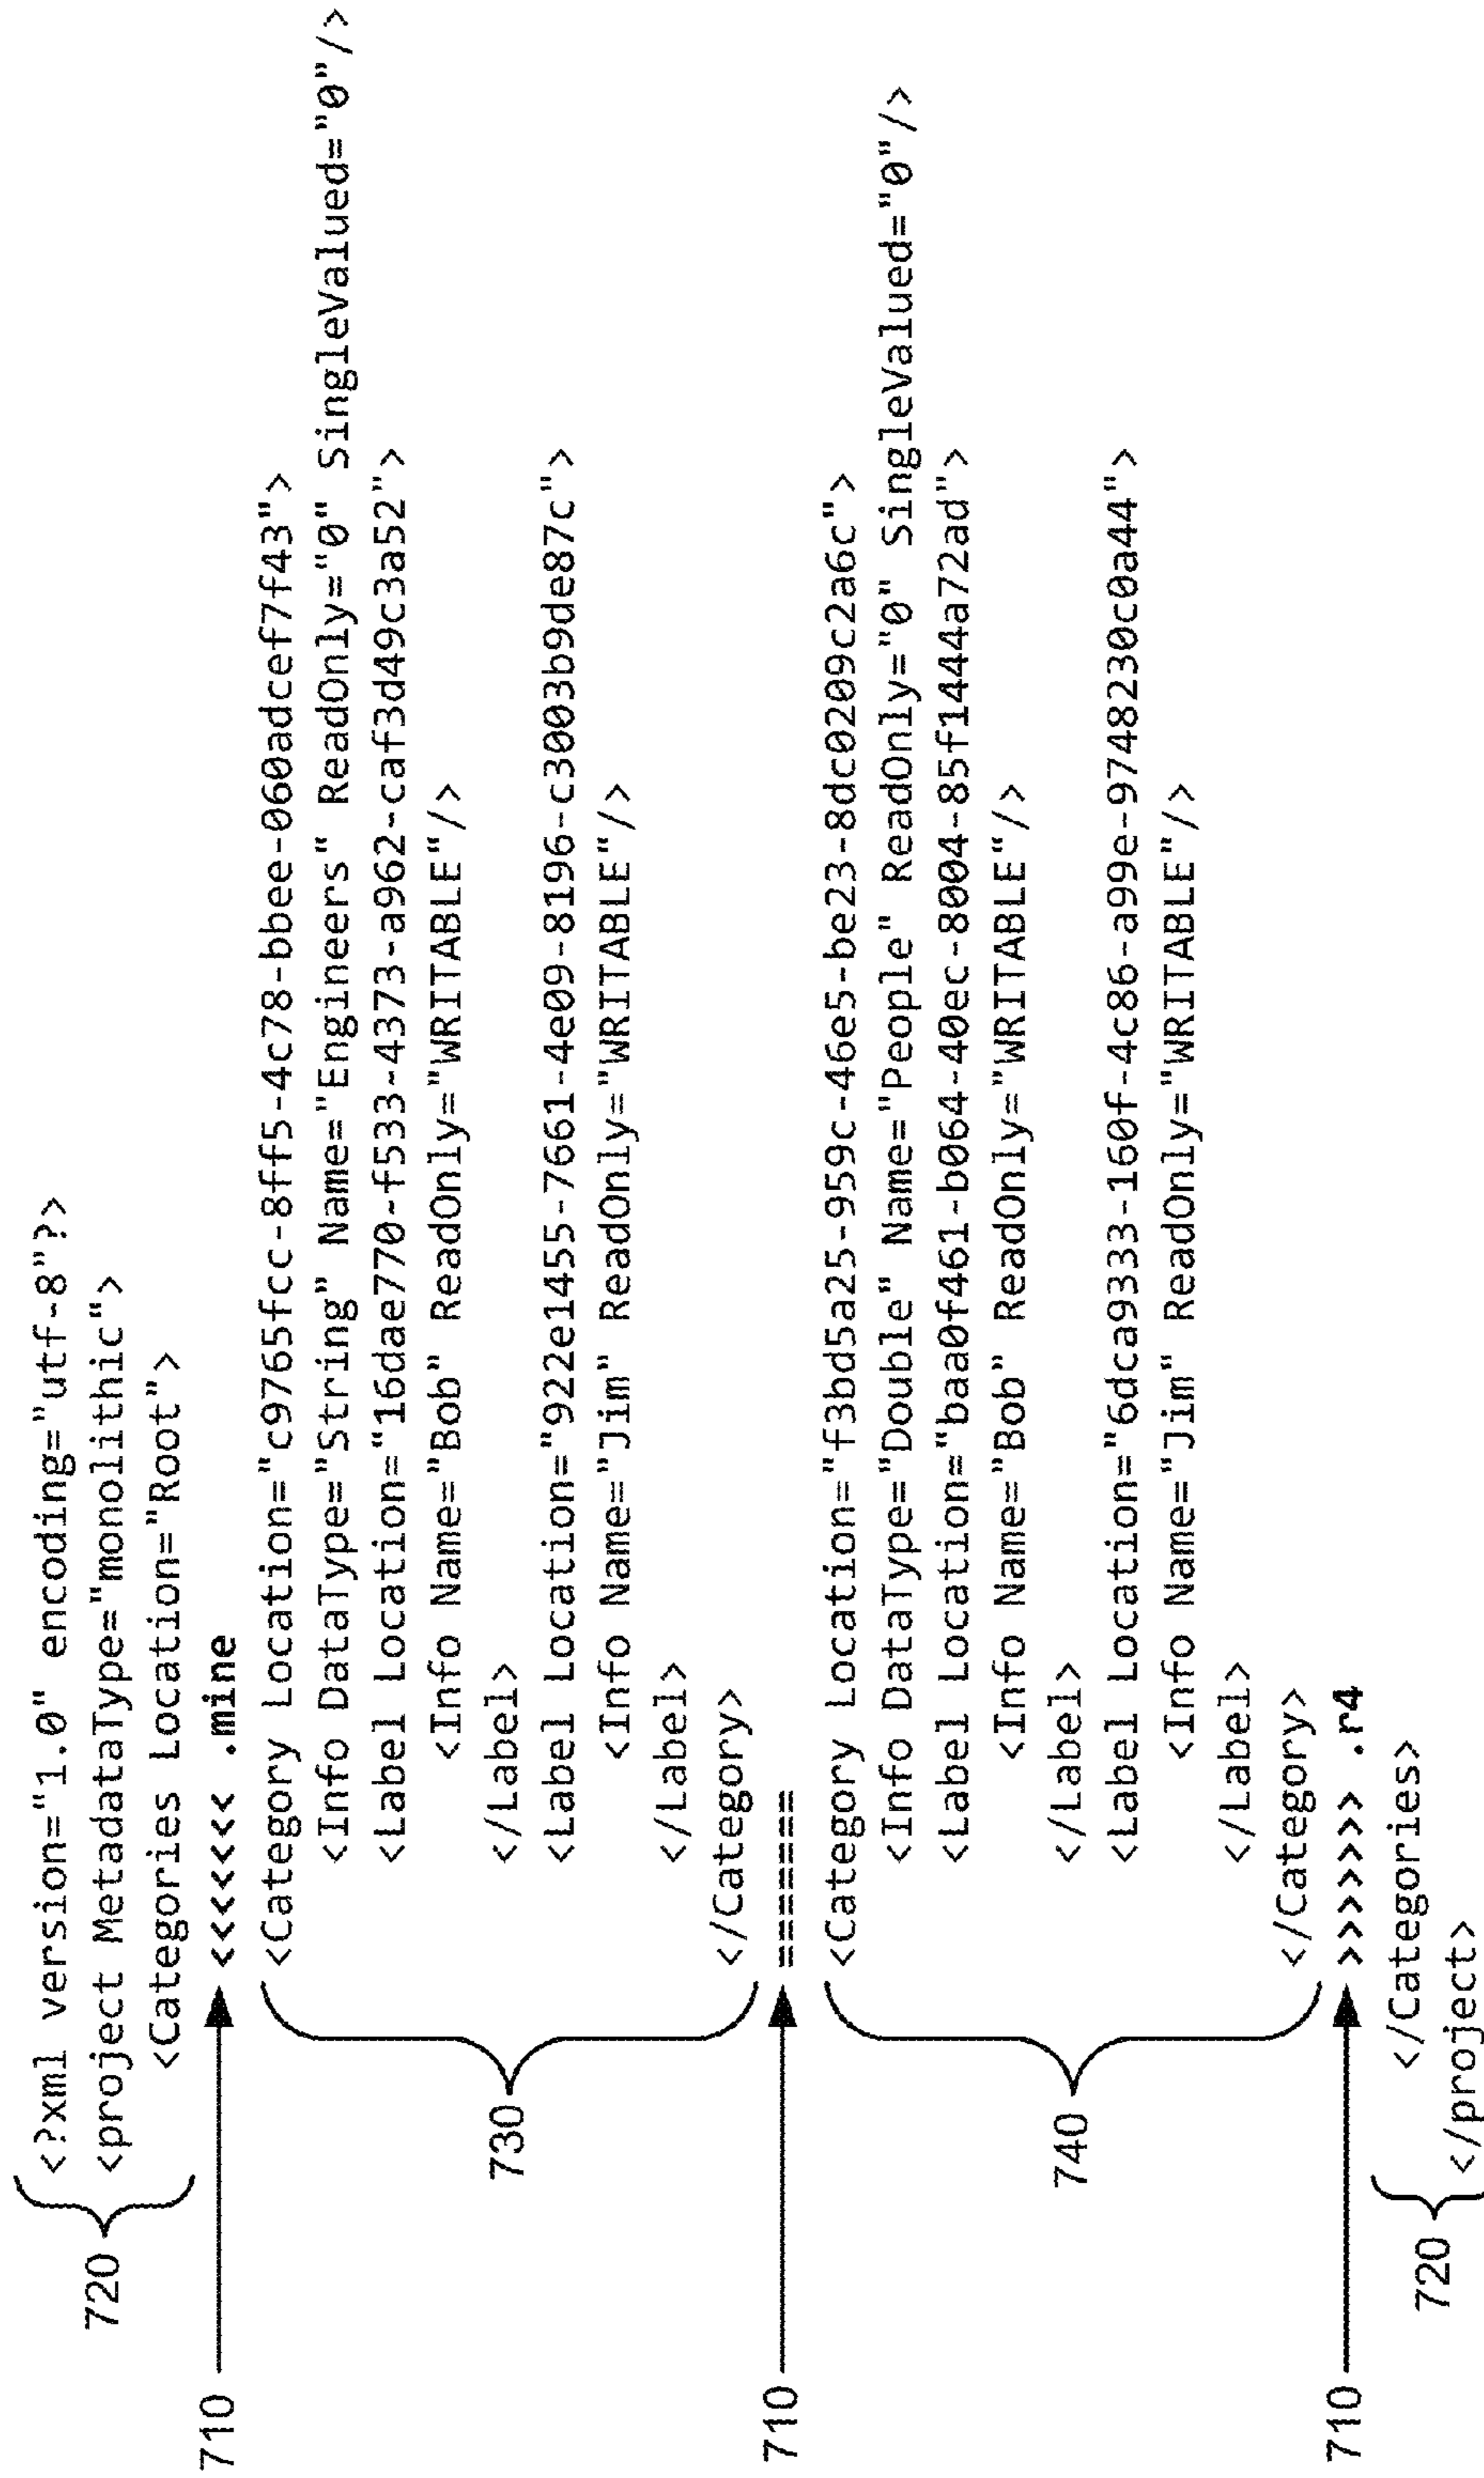 <?xml version="1.0" encoding="utf-8"?>
<project MetadataType="monolithic">
<Categories Location="Root">
720
710
<<<<<<< .mine
<Category Location="c9765fcc-8ff5-4c78-bbee-060adcef7f43">
<Info DataType="String" Name="Engineers" ReadOnly="0" SingleValued="0"/>
<Label Location="16dae770-f533-4373-a962-caf3d49c3a52">
<Info Name="Bob" ReadOnly="WRITABLE"/>
</Label>
<Label Location="922e1455-7661-4e09-8196-c3003b9de87c">
<Info Name="Jim" ReadOnly="WRITABLE"/>
</Label>
</Category>
730
710
=======
<Category Location="f3bd5a25-959c-46e5-be23-8dc0209c2a6c">
<Info DataType="Double" Name="People" ReadOnly="0" SingleValued="0"/>
<Label Location="baa0f461-b064-40ec-8004-85f1444a72ad">
<Info Name="Bob" ReadOnly="WRITABLE"/>
</Label>
<Label Location="6dca9333-160f-4c86-a99e-9748230c0a44">
<Info Name="Jim" ReadOnly="WRITABLE"/>
</Label>
</Category>
740
710
>>>>>>> .r4
</Categories>
</project>
720